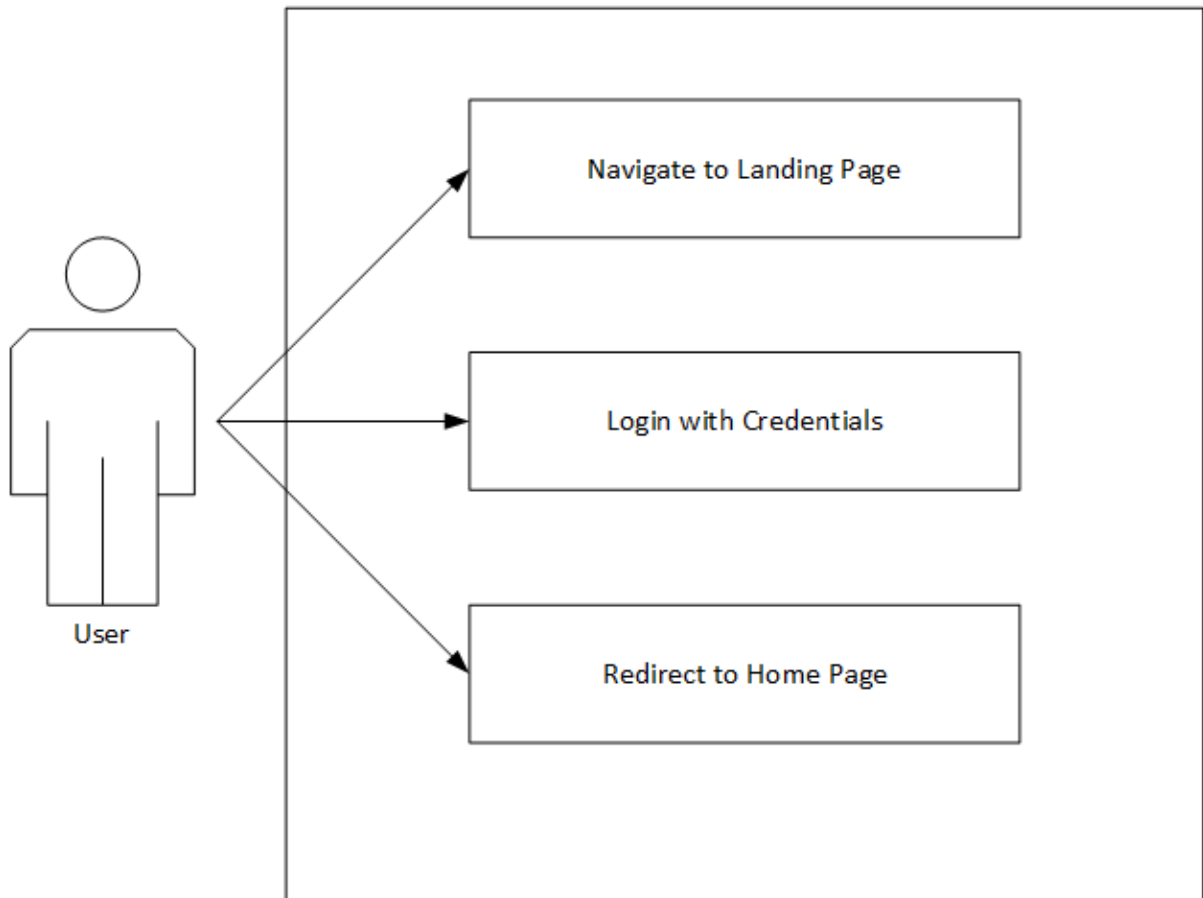 Navigate to Landing Page
Login with Credentials
User
Redirect to Home Page